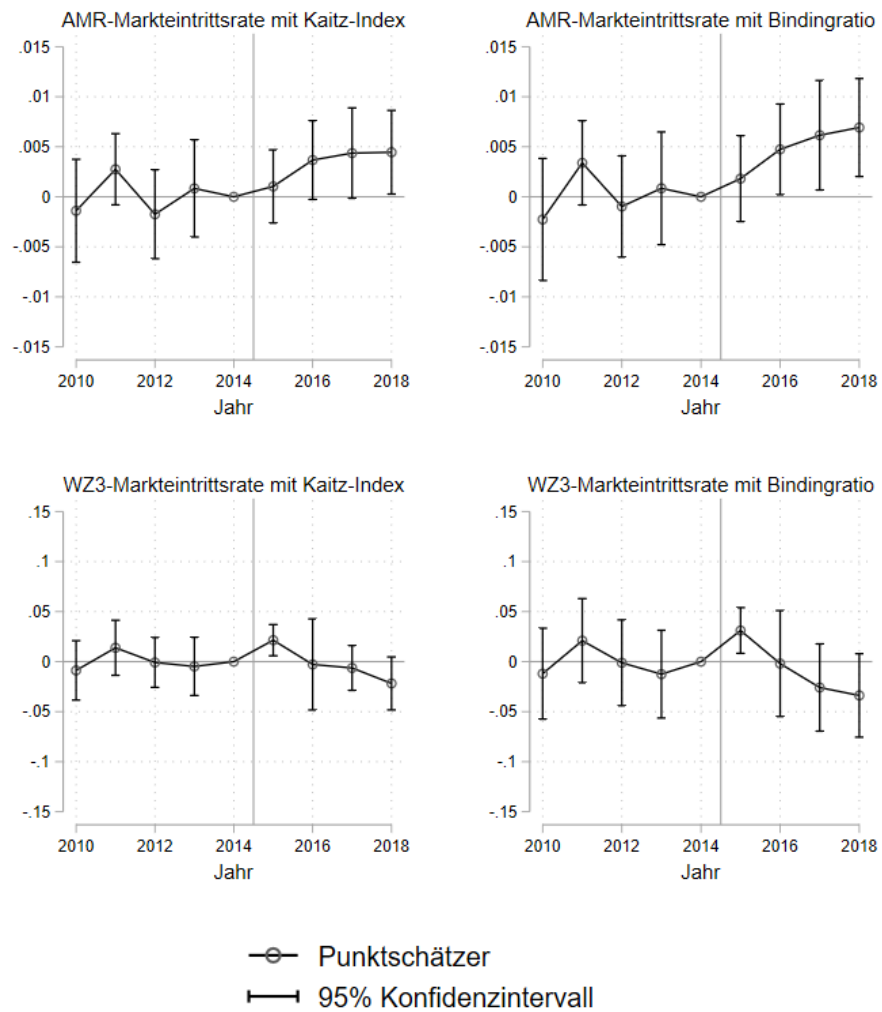 AMR-Markteintrittsrate mit Kaitz-Index
.015
.01
.005
0
-.005
-.01
-.015
2010 2012 2014 2016 2018
Jahr
AMR-Markteintrittsrate mit Bindingratio
.015
.01
.005
0
-.005
-.01
-.015
2010 2012 2014 2016 2018
Jahr
WZ3-Markteintrittsrate mit Kaitz-Index
.15
.1
.05
0
-.05
-.1
-.15
2010 2012 2014 2016 2018
Jahr
WZ3-Markteintrittsrate mit Bindingratio
.15
.1
.05
0
-.05
-.1
-.15
2010 2012 2014 2016 2018
Jahr
Punktschätzer
95% Konfidenzintervall